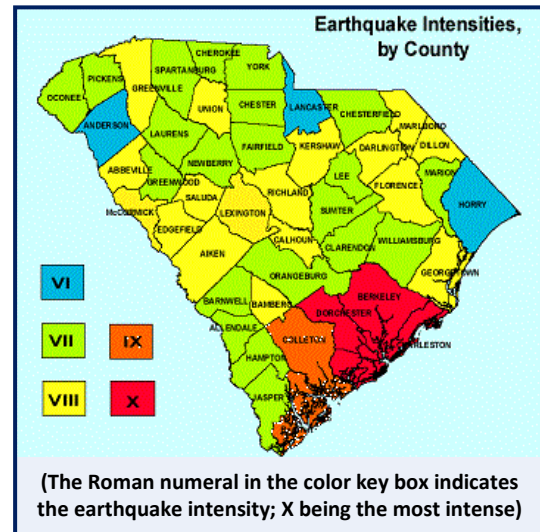 Earthquake Intensities,
by County
CHEROKEE
SPARTANBURG
YORK
PICKENS
OCONEE
GREENVILLE
UNION
CHESTER
LANCASTER
CHESTERFIELD
MARLBORO
ANDERSON
LAURENS
FAIRFIELD
KERSHAW
DARLINGTON
DILLON
NEWBERRY
ABBEVILLE
LEE
MARION
GREENWOOD
FLORENCE
HORRY
SALUDA
RICHLAND
McCORMICK
LEXINGTON
SUMTER
EDGEFIELD
CALHOUN
CLARENDON
WILLIAMSBURG
AIKEN
GEORGETOWN
ORANGEBURG
BARNWELL
BAMBERG
BERKELEY
DORCHESTER
ALLENDALE
COLLETON
CHARLESTON
HAMPTON
JASPER
VI
VII
IX
VIII
X
(The Roman numeral in the color key box indicates
the earthquake intensity; X being the most intense)